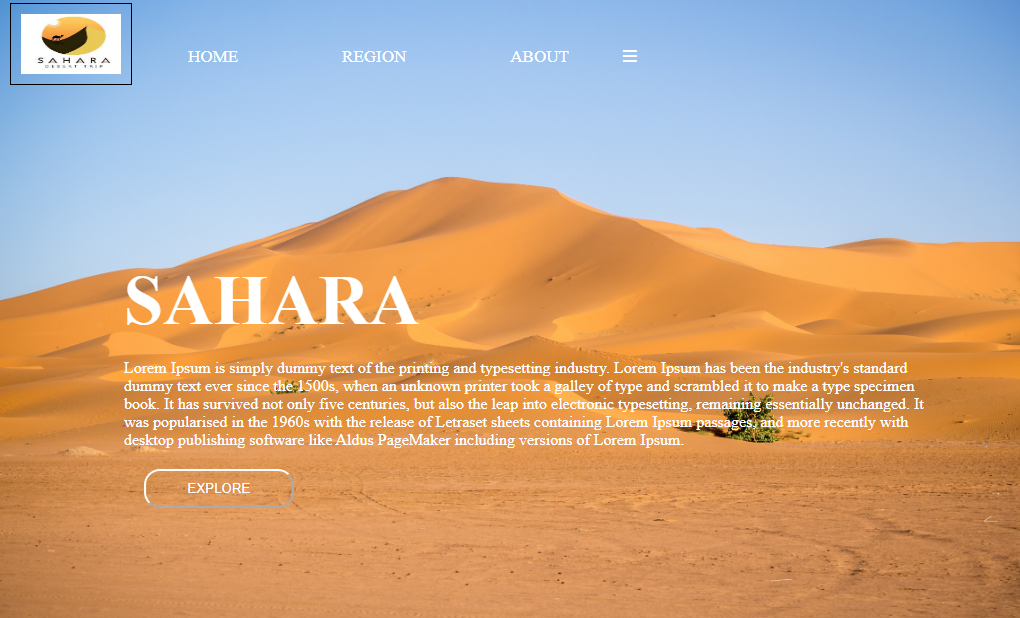 SAHARA
DESERT TRIP
HOME REGION ABOUT
SAHARA
Lorem Ipsum is simply dummy text of the printing and typesetting industry. Lorem Ipsum has been the industry's standard
dummy text ever since the 1500s, when an unknown printer took a galley of type and scrambled it to make a type specimen
book. It has survived not only five centuries, but also the leap into electronic typesetting, remaining essentially unchanged. It
was popularised in the 1960s with the release of Letraset sheets containing Lorem Ipsum passages, and more recently with
desktop publishing software like Aldus PageMaker including versions of Lorem Ipsum.
EXPLORE